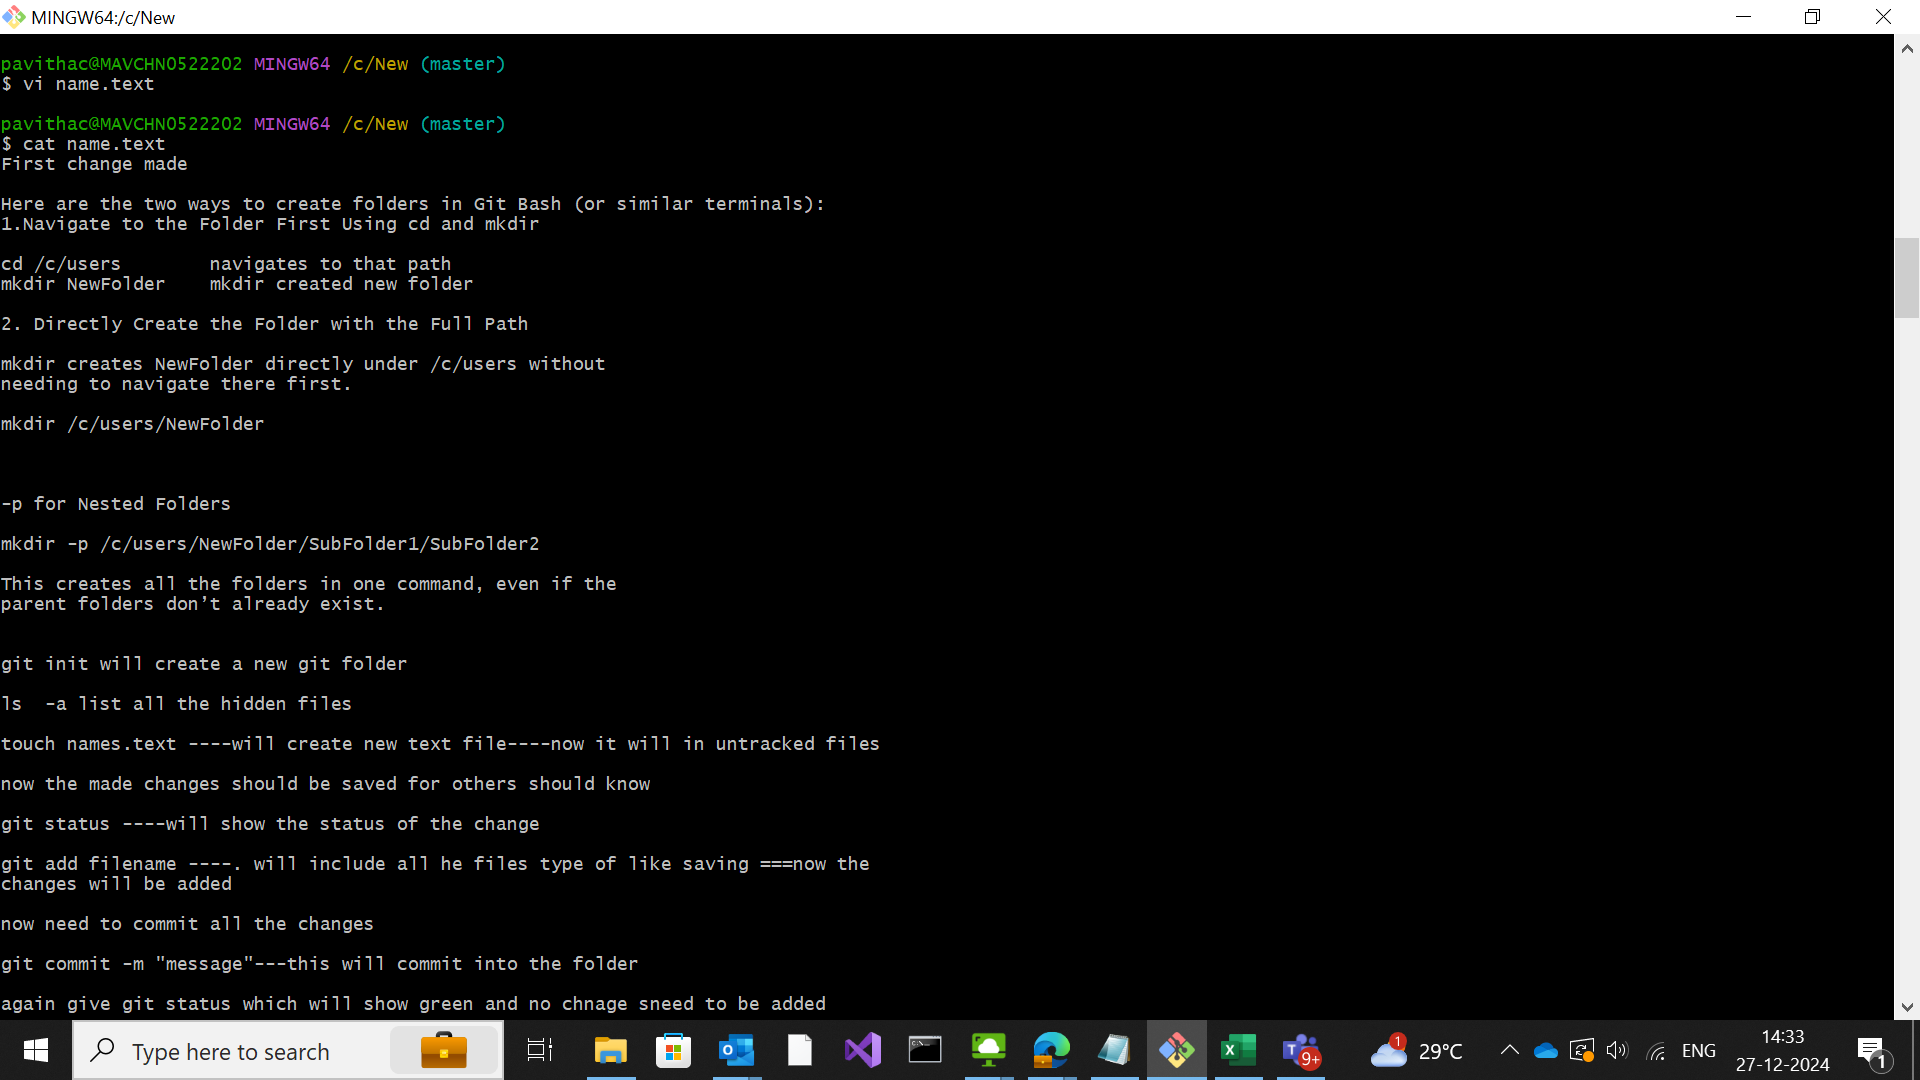 MINGW64:/c/New
pavithac@MAVCHN0522202 MINGW64 /c/New (master)
$ vi name.text
pavithac@MAVCHN0522202 MINGW64 /c/New (master)
$ cat name.text
First change made
Here are the two ways to create folders in Git Bash (or similar terminals):
1.Navigate to the Folder First Using cd and mkdir
cd /c/users        navigates to that path
mkdir NewFolder    mkdir created new folder
2. Directly Create the Folder with the Full Path
mkdir creates NewFolder directly under /c/users without
needing to navigate there first.
mkdir /c/users/NewFolder
-p for Nested Folders
mkdir -p /c/users/NewFolder/SubFolder1/SubFolder2
This creates all the folders in one command, even if the
parent folders don’t already exist.
git init will create a new git folder
ls  -a list all the hidden files
touch names.text ----will create new text file----now it will in untracked files
now the made changes should be saved for others should know
git status ----will show the status of the change
git add filename ----. will include all he files type of like saving ===now the
changes will be added
now need to commit all the changes
git commit -m "message"---this will commit into the folder
again give git status which will show green and no chnage sneed to be added
Type here to search
9+
1
29°C
ENG
14:33
27-12-2024
1